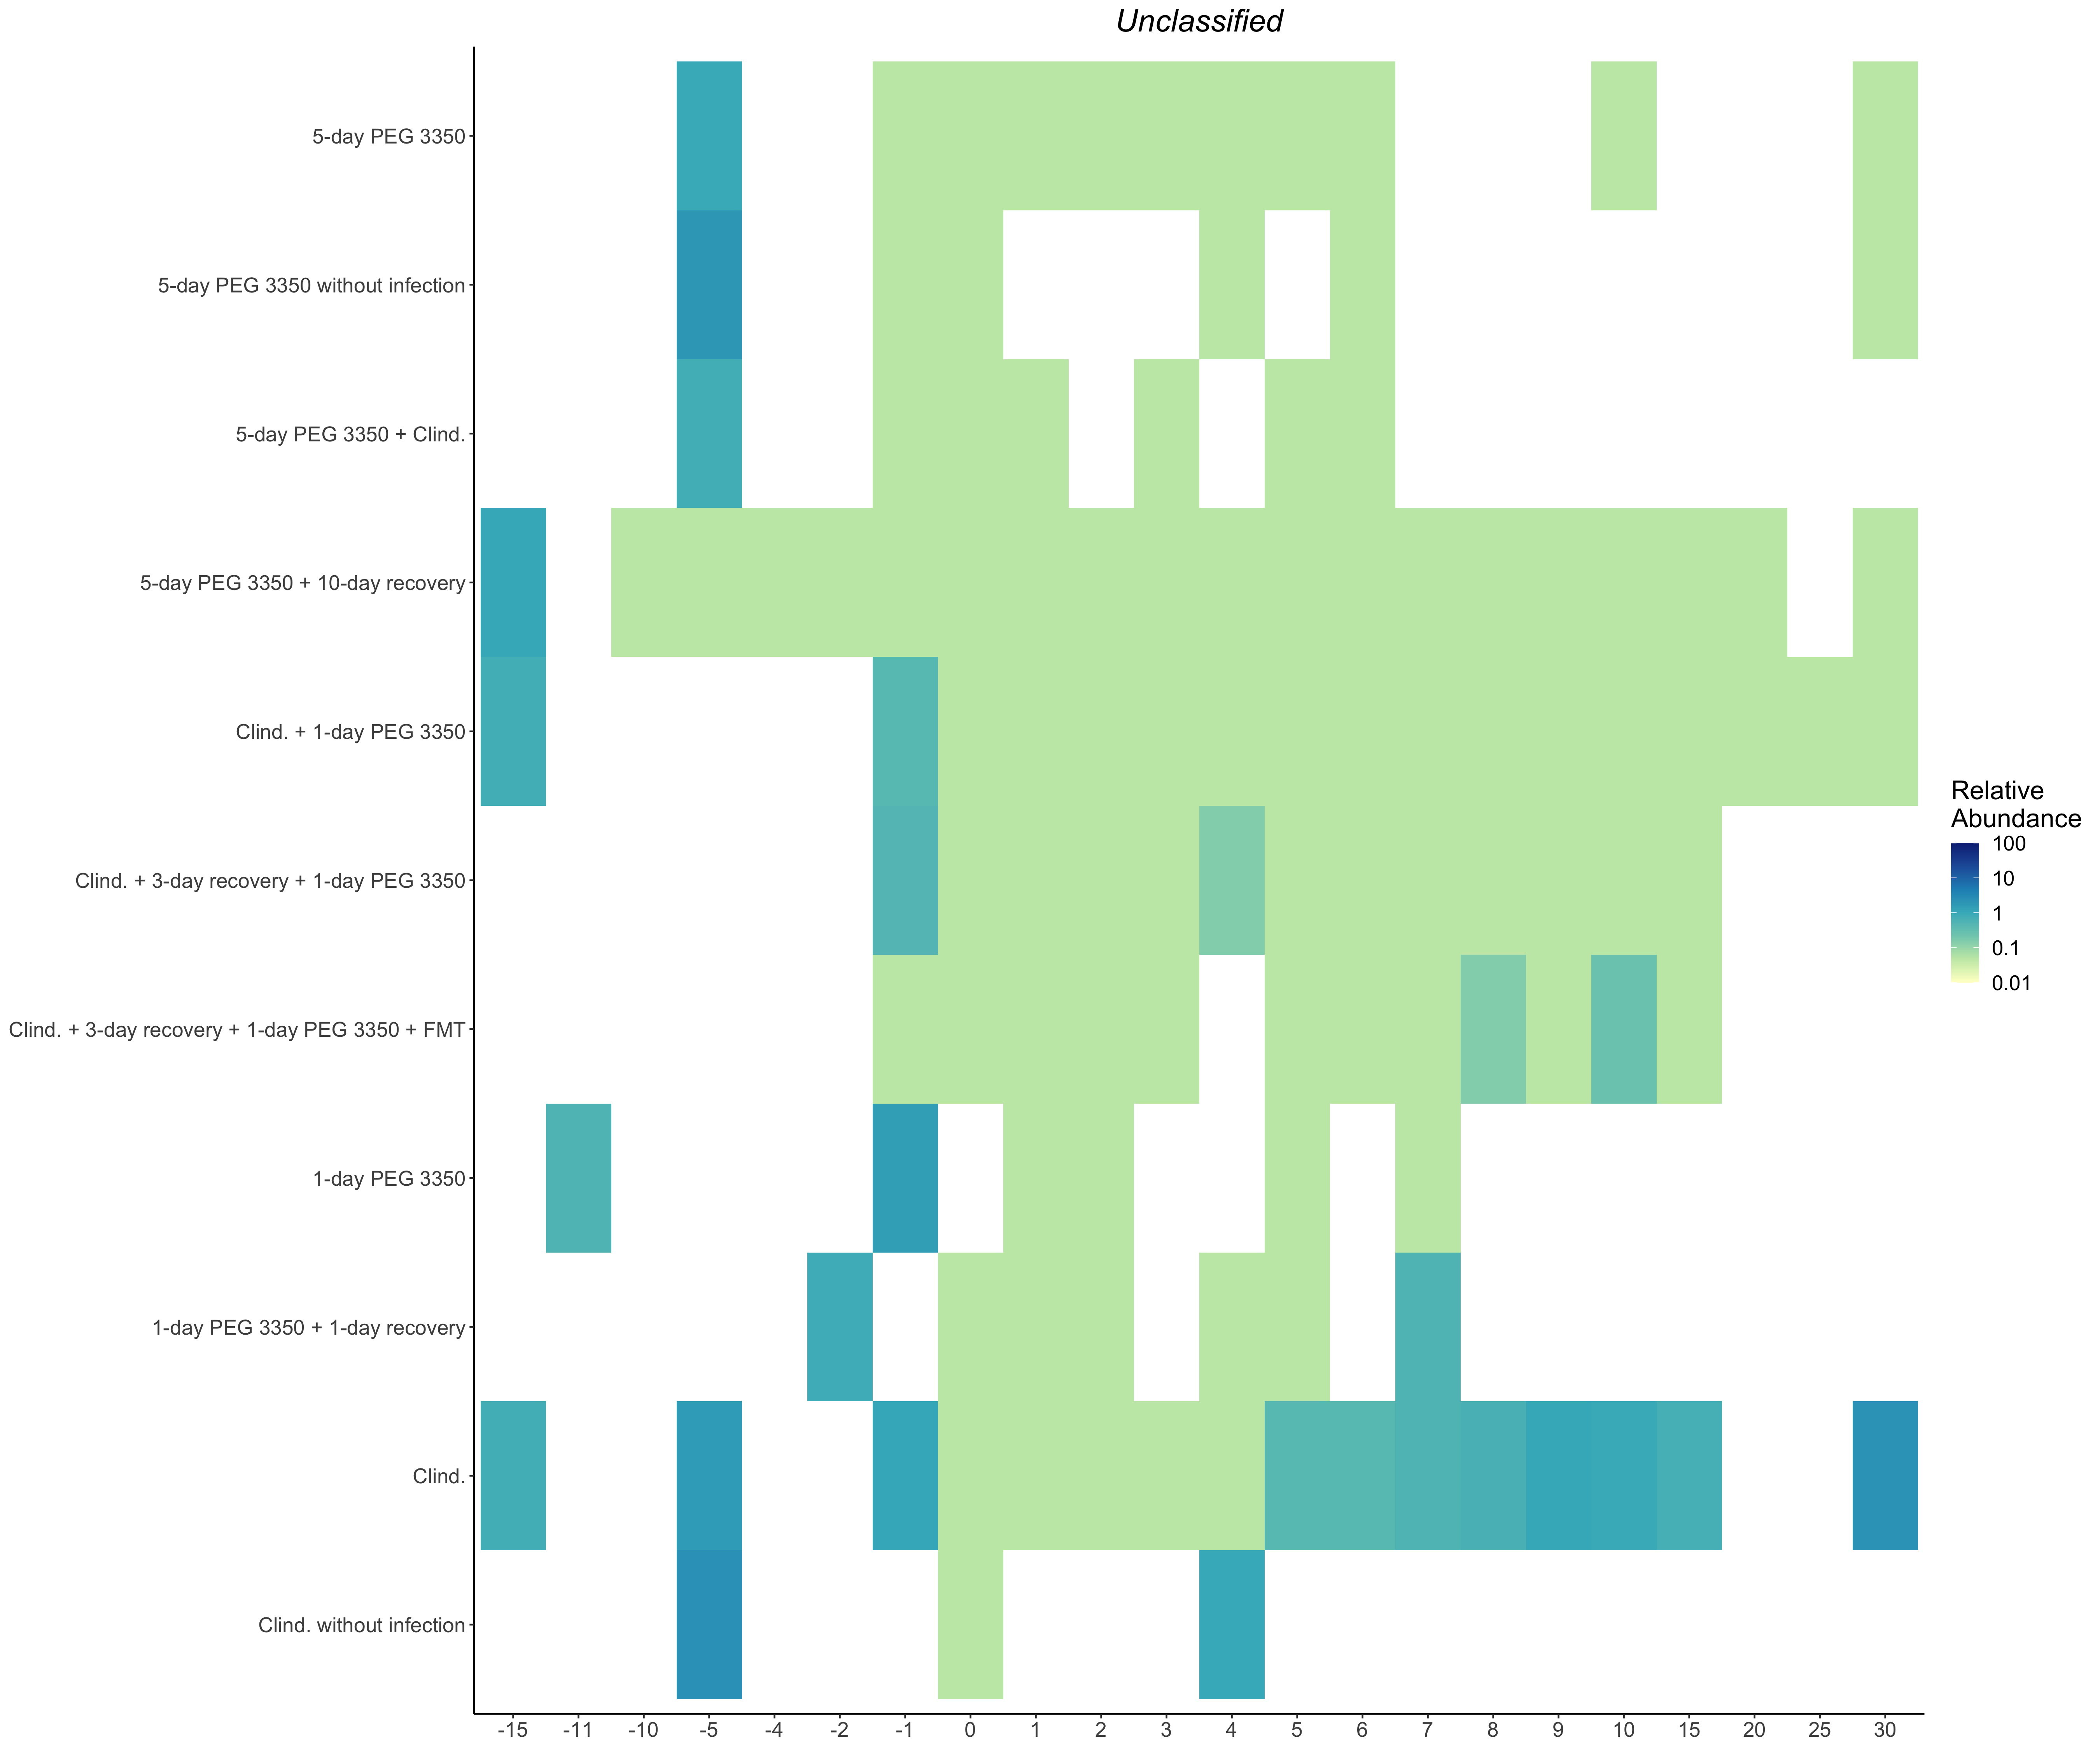 Unclassified
5-day PEG 3350
5-day PEG 3350 without infection
5-day PEG 3350 + Clind.
5-day PEG 3350 + 10-day recovery
Clind. + 1-day PEG 3350
Clind. + 3-day recovery + 1-day PEG 3350
Clind. + 3-day recovery + 1-day PEG 3350 + FMT
1-day PEG 3350
1-day PEG 3350 + 1-day recovery
Clind.
Clind. without infection
-15 -11 -10 -5 -4 -2 -1 0 1 2 3 4 5 6 7 8 9 10 15 20 25 30
Relative
Abundance
100
10
1
0.1
0.01